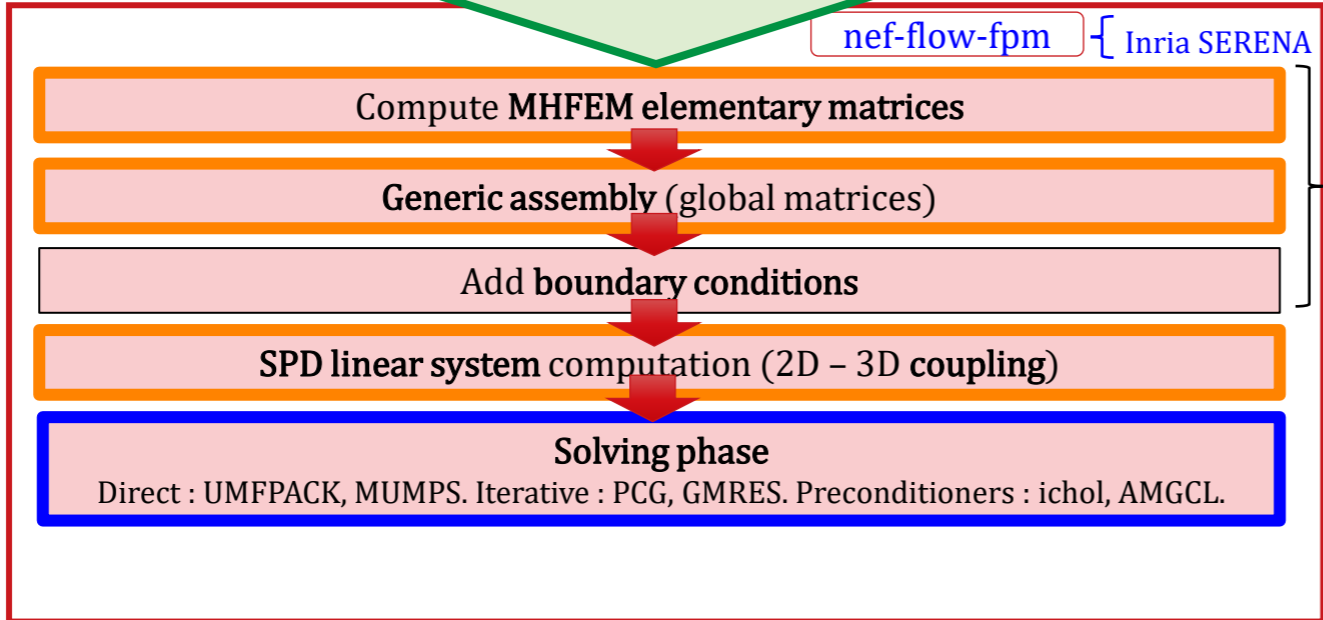 nef-flow-fpm
Inria SERENA
Compute MHFEM elementary matrices
Generic assembly (global matrices)
Add boundary conditions
SPD linear system computation (2D – 3D coupling)
Solving phase
Direct : UMFPACK, MUMPS. Iterative : PCG, GMRES. Preconditioners : ichol, AMGCL.